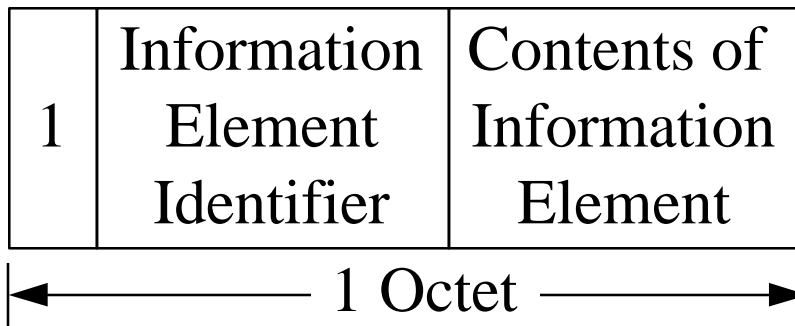 1
Information
Element
Identifier
Contents of
Information
Element
1 Octet